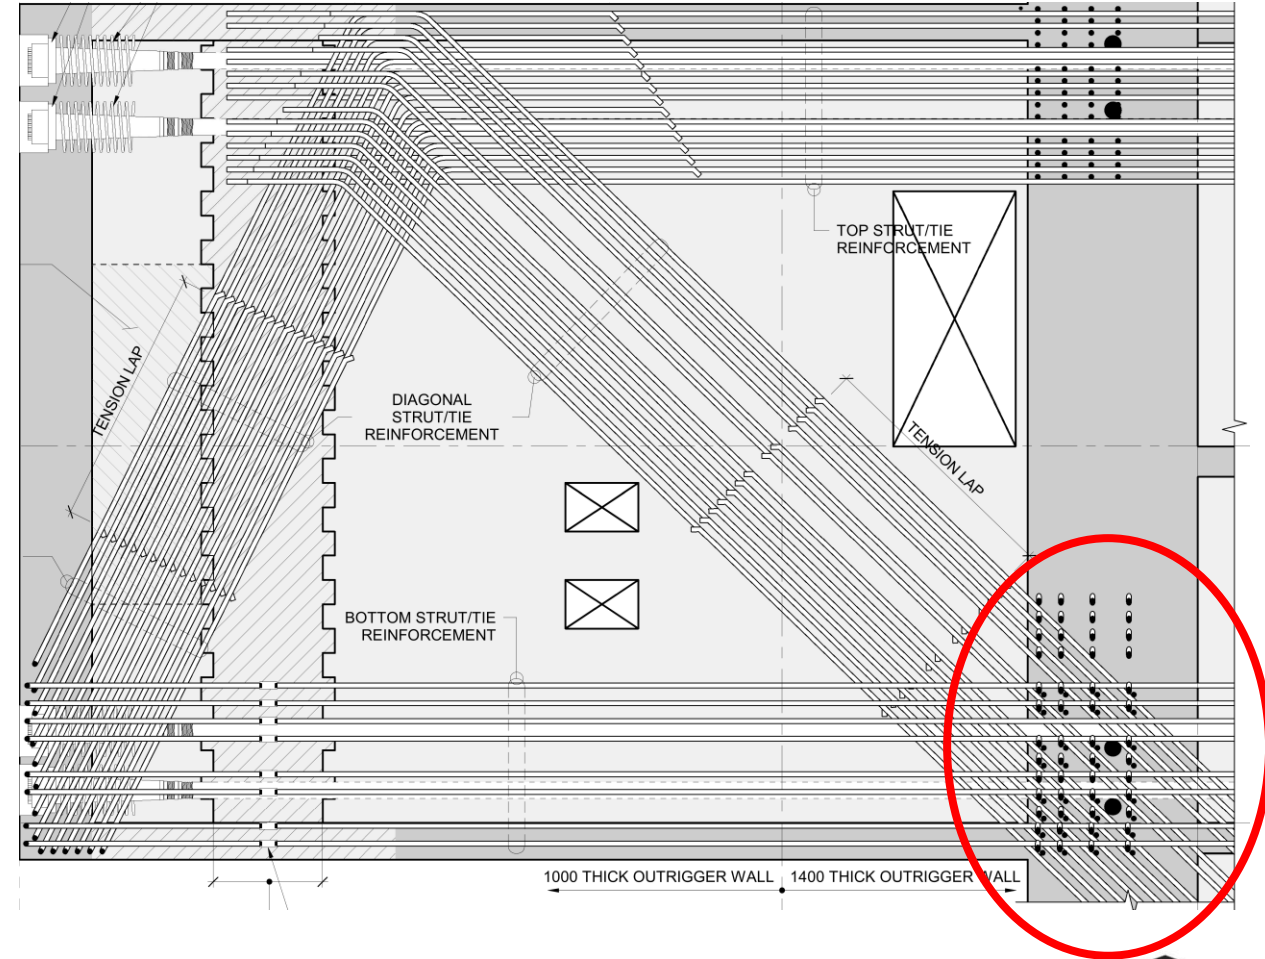 TOP STRUT/TIE
REINFORCEMENT
TENSION LAP
DIAGONAL
STRUT/TIE
REINFORCEMENT
TENSION LAP
BOTTOM STRUT/TIE
REINFORCEMENT
1000 THICK OUTRIGGER WALL
1400 THICK OUTRIGGER WALL